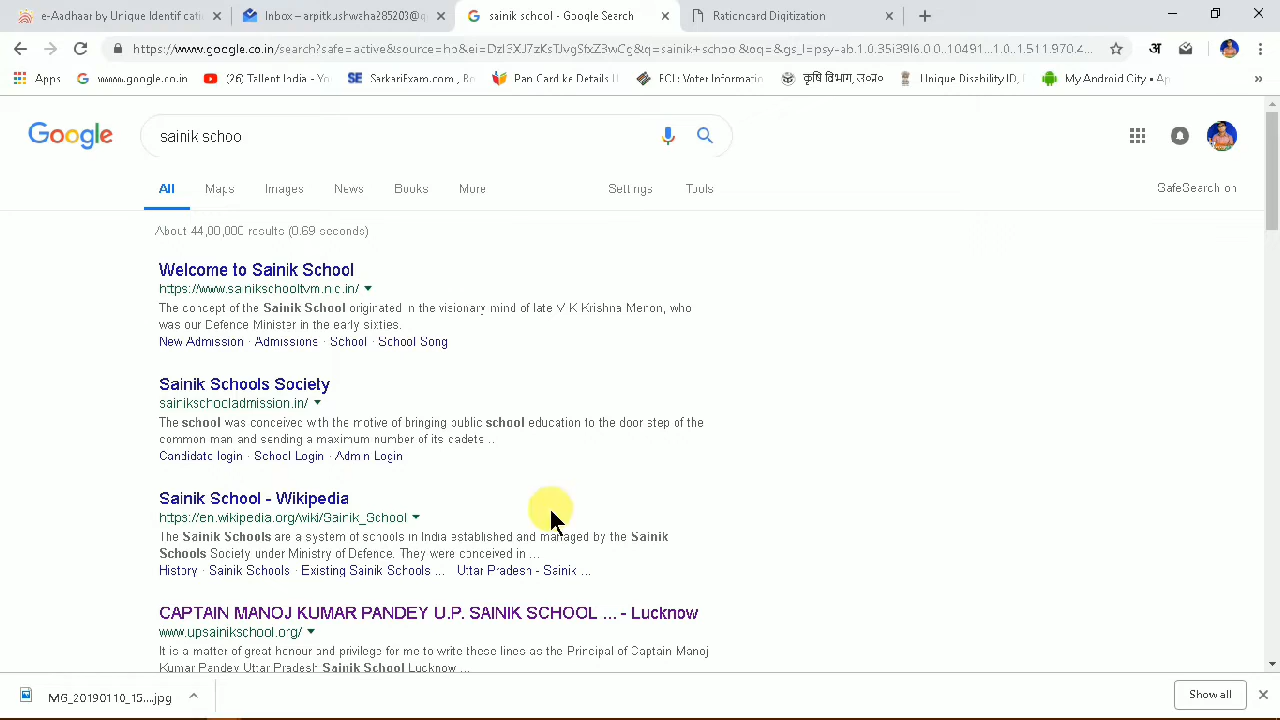 e-Aadhaar by Unique Identificati
Inbox – arpitkushwaha285203@g
sainik school - Google Search
Rationcard Digitization
Apps
www.google.co.in
(26) Tallent India - Yo
SarkariExam.com: Bo
Pan Card ke Details U
Unique Disability ID,
My Android City • Ap
Google
sainik schoo
All Maps Images News Books More Settings Tools
SafeSearch on
About 44,00,000 results (0.69 seconds)
Welcome to Sainik School
https://www.sainikschooltvm.nic.in/
The concept of the Sainik School originated in the visionary mind of late V K Krishna Menon, who
was our Defence Minister in the early sixties.
New Admission · Admissions · School · School Song
Sainik Schools Society
sainikschooladmission.in/
The school was conceived with the motive of bringing public school education to the door step of the
common man and sending a maximum number of its cadets ...
Candidate login · School Login · Admin Login
Sainik School - Wikipedia
https://en.wikipedia.org/wiki/Sainik_School
The Sainik Schools are a system of schools in India established and managed by the Sainik
Schools Society under Ministry of Defence. They were conceived in ...
History · Sainik Schools · Existing Sainik Schools ... · Uttar Pradesh - Sainik ...
CAPTAIN MANOJ KUMAR PANDEY U.P. SAINIK SCHOOL ... - Lucknow
www.upsainikschool.org/
It is a matter of great honour and privilege for me to write these lines as the Principal of Captain Manoj
Kumar Pandey Uttar Pradesh Sainik School Lucknow ...
Show all